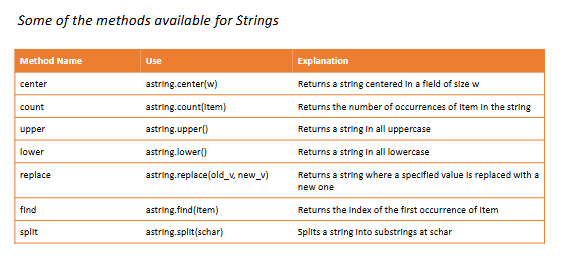 Some of the methods available for Strings
Method Name Use Explanation
center astring.center(w) Returns a string centered in a field of size w
count astring.count(item) Returns the number of occurrences of item in the string
upper astring.upper() Returns a string in all uppercase
lower astring.lower() Returns a string in all lowercase
replace astring.replace(old_v, new_v) Returns a string where a specified value is replaced with a
new one
find astring.find(item) Returns the index of the first occurrence of item
split astring.split(schar) Splits a string into substrings at schar